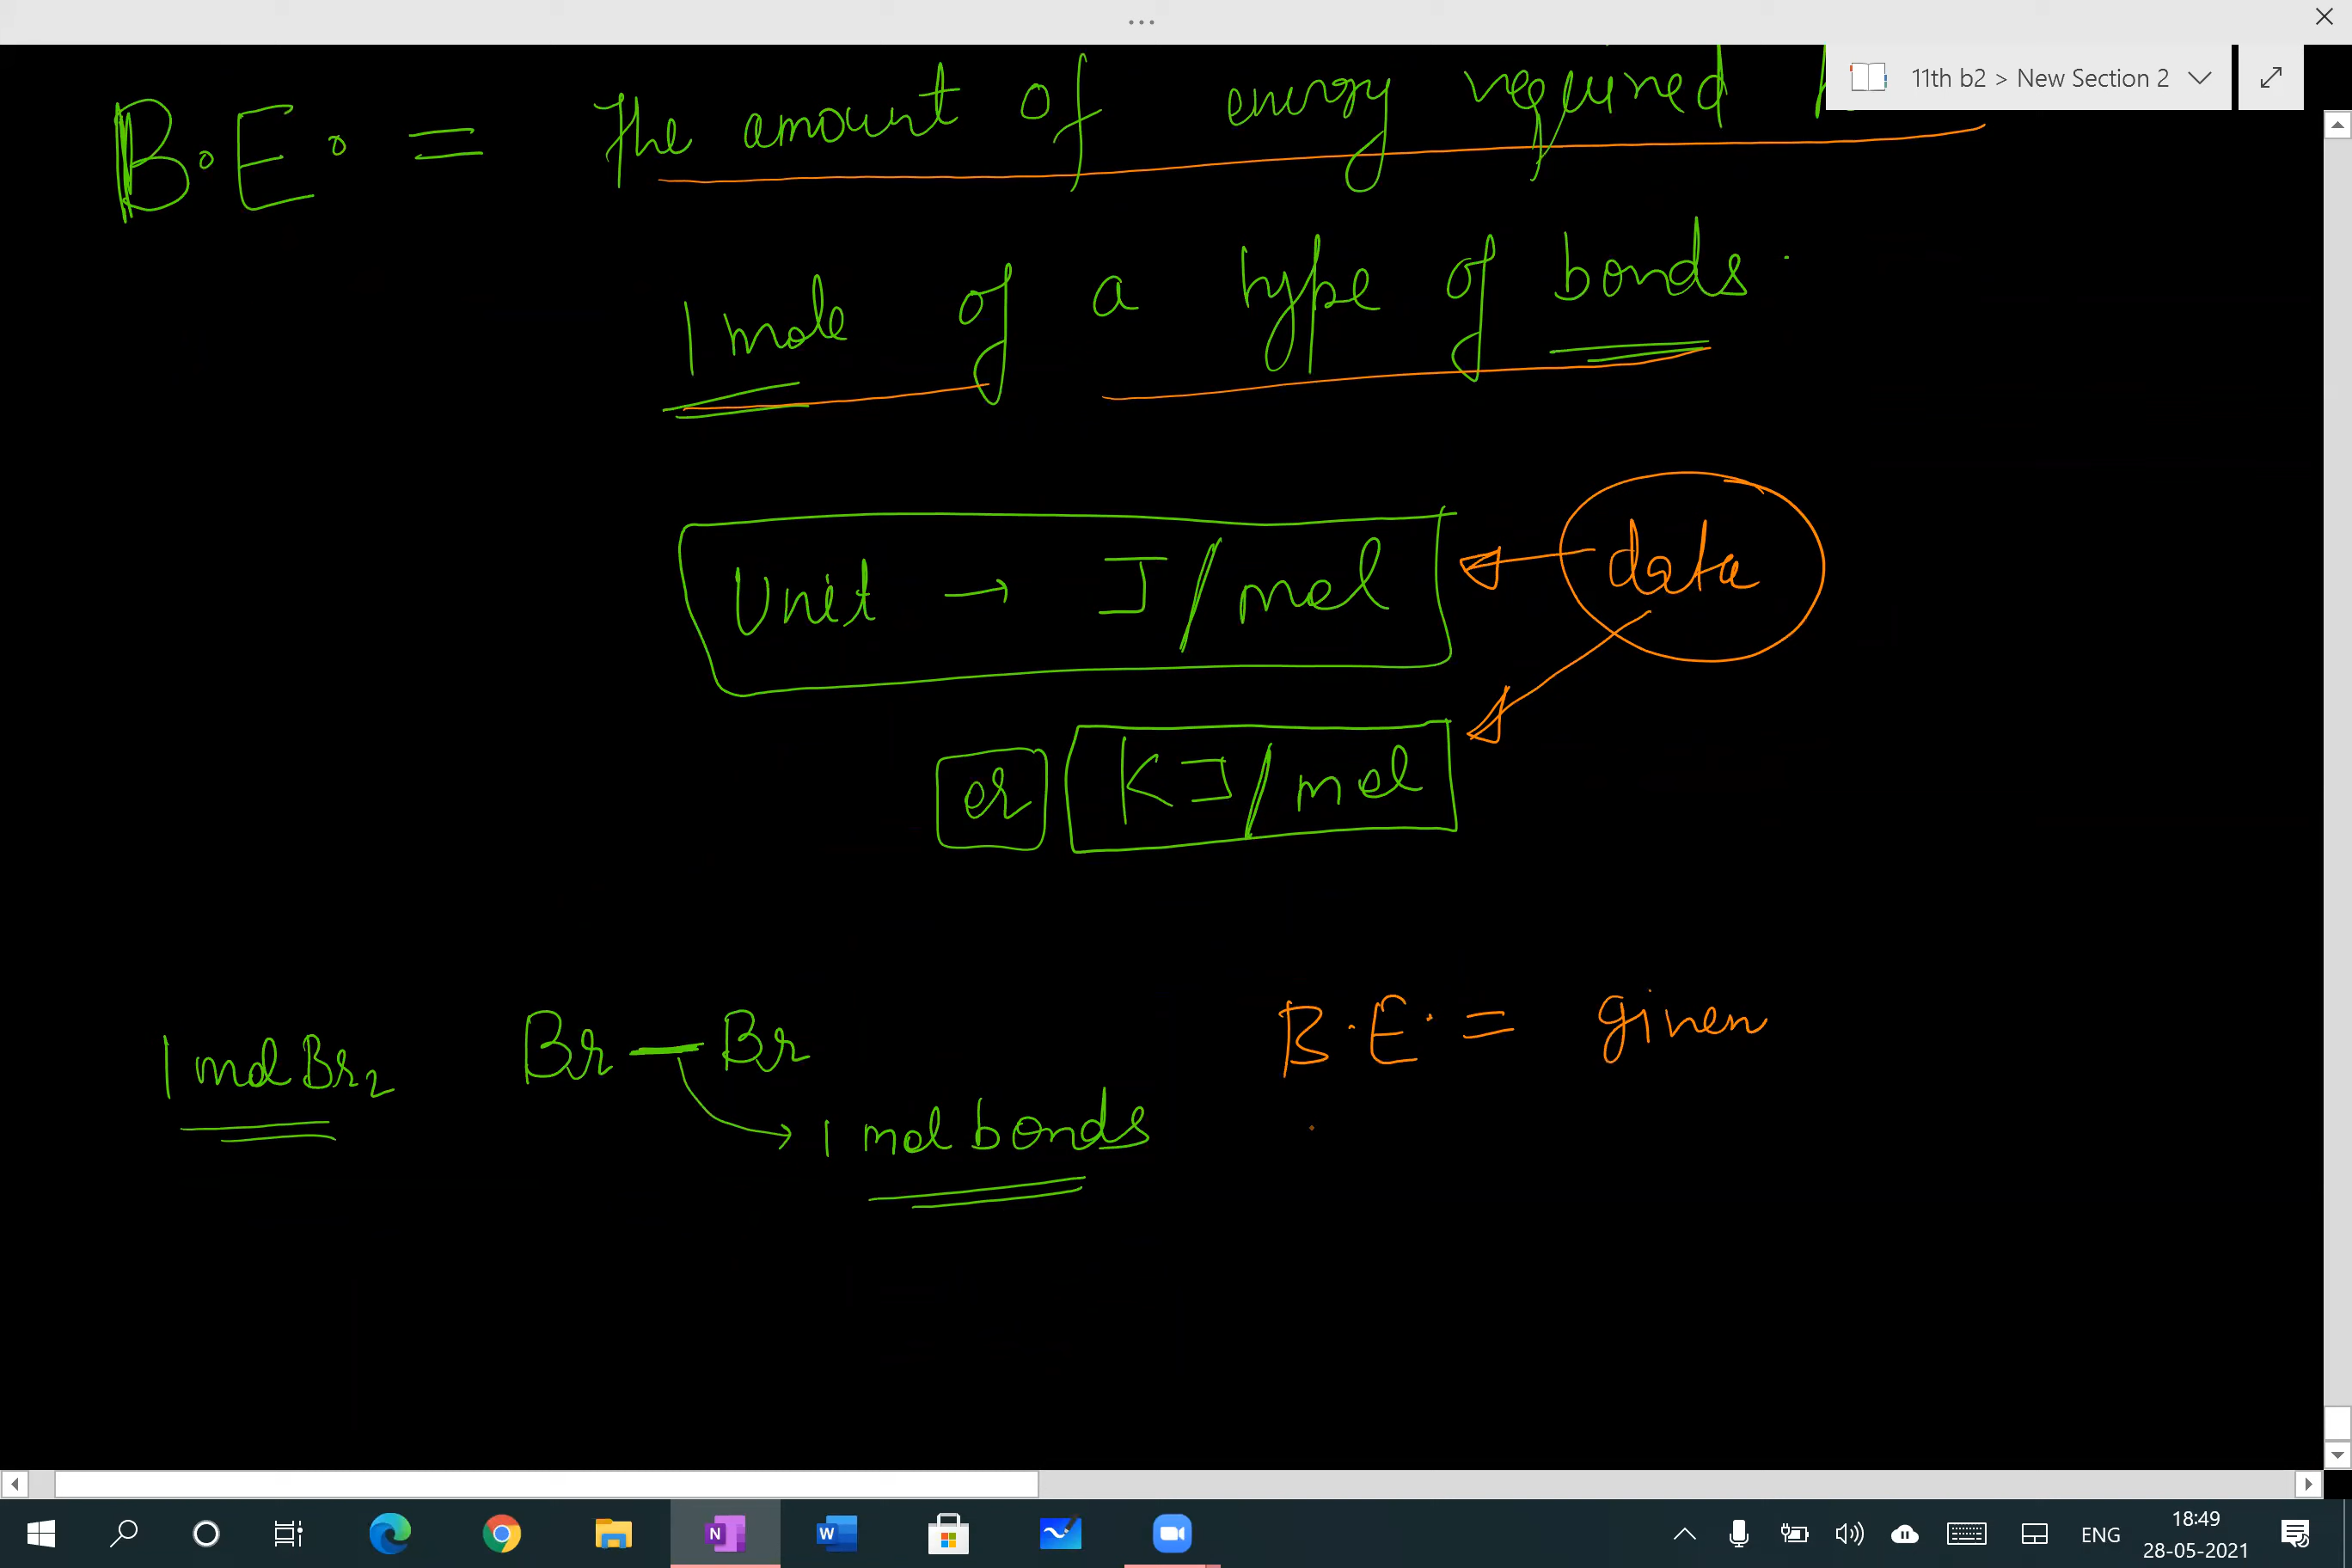 ...
11th b2 > New Section 2
B.E. = The amount of energy required
1 mole of a type of bonds.
Unit → J/mol
data
or KJ/mol
1 mol Br2 Br — Br B.E. = given
1 mol bonds
N
W
ENG
18:49
28-05-2021